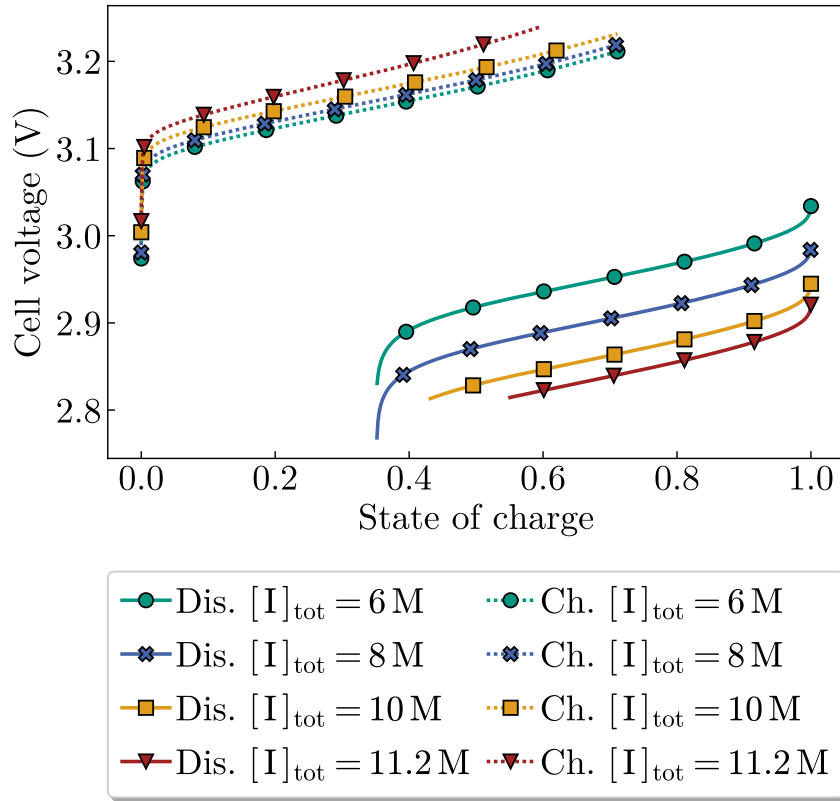 3.2
3.1
3.0
2.9
2.8
Cell voltage (V)
0.0 0.2 0.4 0.6 0.8 1.0
State of charge
Dis. [I]tot = 6 M Ch. [I]tot = 6 M
Dis. [I]tot = 8 M Ch. [I]tot = 8 M
Dis. [I]tot = 10 M Ch. [I]tot = 10 M
Dis. [I]tot = 11.2 M Ch. [I]tot = 11.2 M